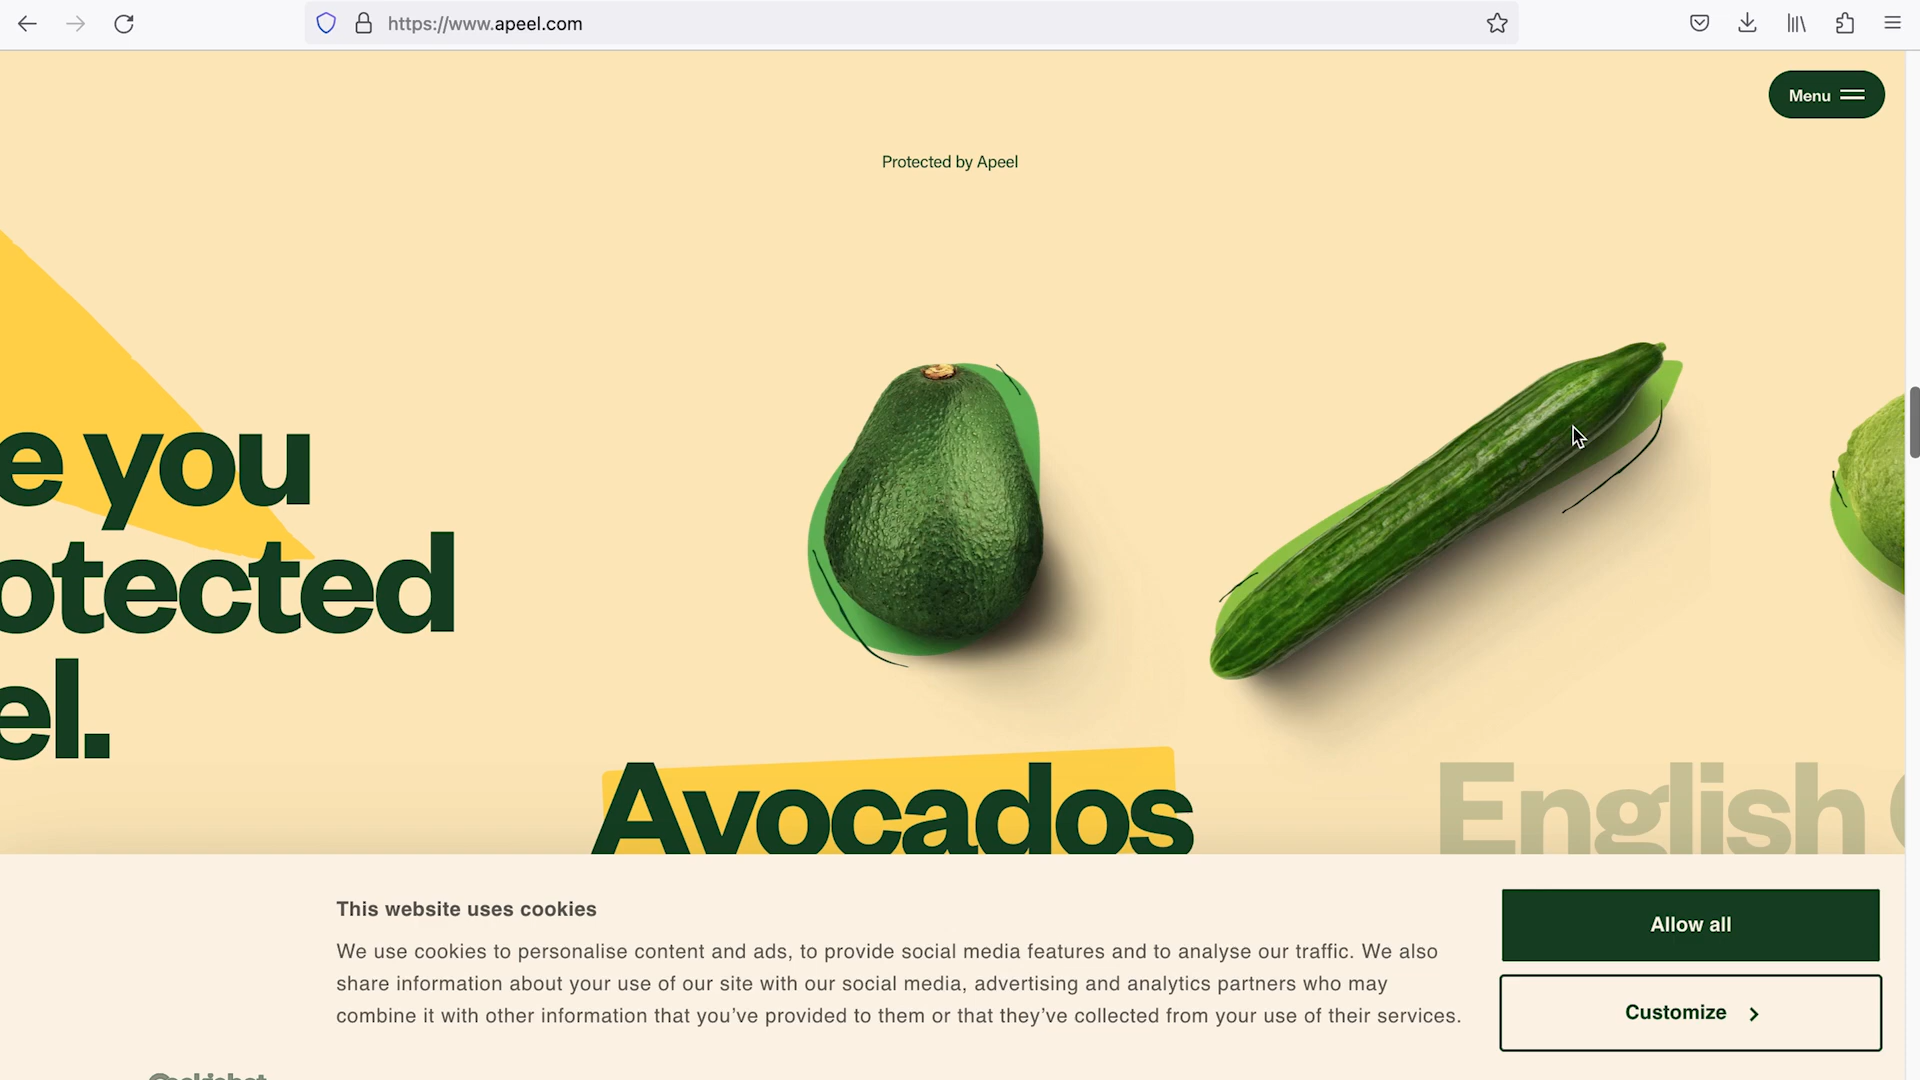 https://www.apeel.com
Menu
Protected by Apeel
e you
otected
el.
Avocados
English
This website uses cookies
We use cookies to personalise content and ads, to provide social media features and to analyse our traffic. We also
share information about your use of our site with our social media, advertising and analytics partners who may
combine it with other information that you’ve provided to them or that they’ve collected from your use of their services.
Allow all
Customize